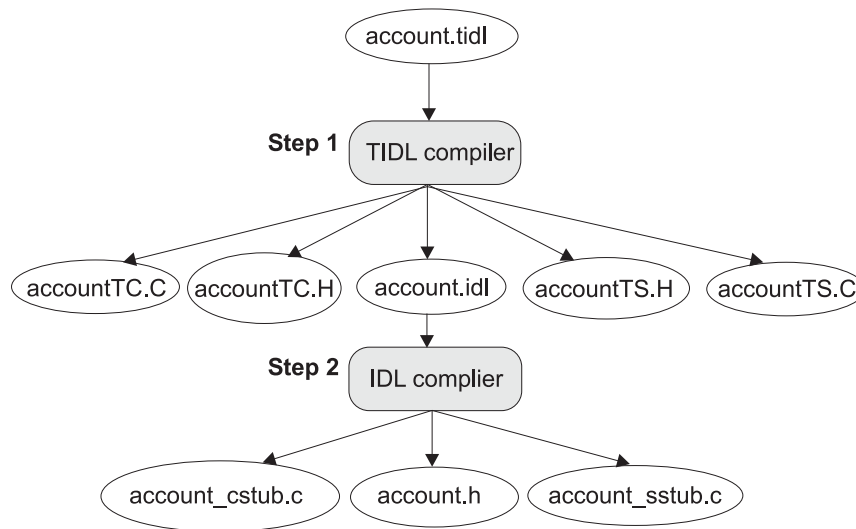 account.tidl
Step 1
TIDL compiler
accountTC.C
accountTC.H
account.idl
accountTS.H
accountTS.C
Step 2
IDL complier
account_cstub.c
account.h
account_sstub.c